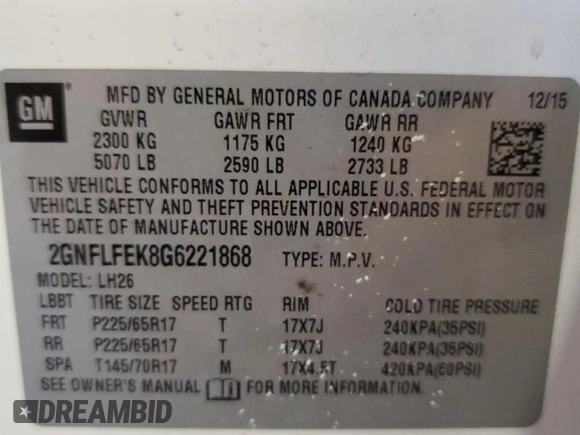 GM
MFD BY GENERAL MOTORS OF CANADA COMPANY 12/15
GVWR GAWR FRT GAWR RR
2300 KG 1175 KG 1240 KG
5070 LB 2590 LB 2733 LB
THIS VEHICLE CONFORMS TO ALL APPLICABLE U.S. FEDERAL MOTOR
VEHICLE SAFETY AND THEFT PREVENTION STANDARDS IN EFFECT ON
THE DATE OF MANUFACTURE SHOWN ABOVE.
2GNFLFEK8G6221868 TYPE: M.P.V.
MODEL: LH26
LBBT TIRE SIZE SPEED RTG RIM COLD TIRE PRESSURE
FRT P225/65R17 T 17X7J 240KPA(35PSI)
RR P225/65R17 T 17X7J 240KPA(35PSI)
SPA T145/70R17 M 17X4.5T 420KPA(60PSI)
SEE OWNER'S MANUAL FOR MORE INFORMATION.
DREAMBID